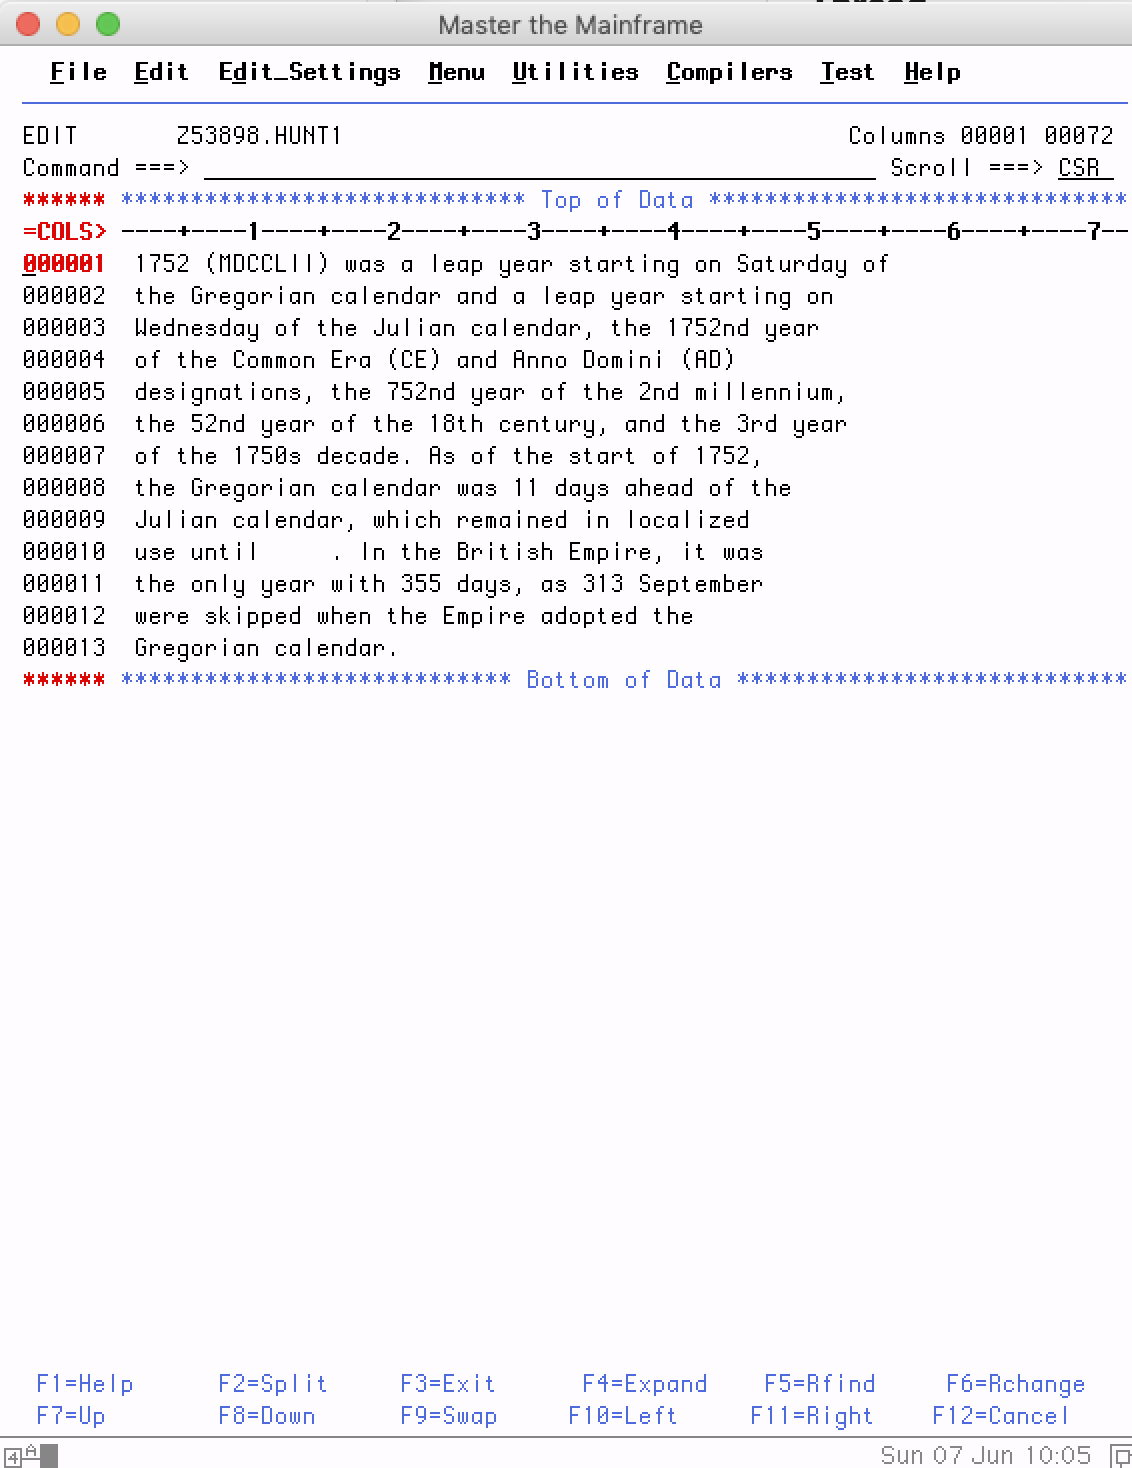 Master the Mainframe
File Edit Edit_Settings Menu Utilities Compilers Test Help
EDIT Z53898.HUNT1 Columns 00001 00072
Command ===> Scroll ===> CSR
****** ***************************** Top of Data ******************************
=COLS> ----+----1----+----2----+----3----+----4----+----5----+----6----+----7--
000001 1752 (MDCCLII) was a leap year starting on Saturday of
000002 the Gregorian calendar and a leap year starting on
000003 Wednesday of the Julian calendar, the 1752nd year
000004 of the Common Era (CE) and Anno Domini (AD)
000005 designations, the 752nd year of the 2nd millennium,
000006 the 52nd year of the 18th century, and the 3rd year
000007 of the 1750s decade. As of the start of 1752,
000008 the Gregorian calendar was 11 days ahead of the
000009 Julian calendar, which remained in localized
000010 use until     . In the British Empire, it was
000011 the only year with 355 days, as 313 September
000012 were skipped when the Empire adopted the
000013 Gregorian calendar.
****** **************************** Bottom of Data ****************************
F1=Help F2=Split F3=Exit F4=Expand F5=Rfind F6=Rchange
F7=Up F8=Down F9=Swap F10=Left F11=Right F12=Cancel
4 A Sun 07 Jun 10:05